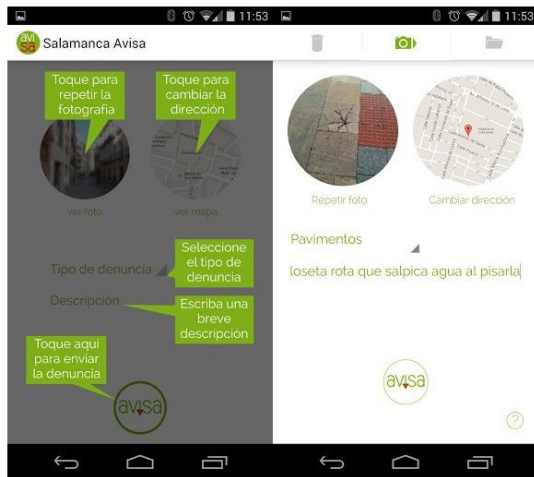 11:53
avisa
Salamanca Avisa
Toque para
repetir la
fotografía
Toque para
cambiar la
dirección
ver foto
ver mapa
Tipo de denuncia
Seleccione
el tipo de
denuncia
Descripción
Escriba una
breve
descripción
Toque aquí
para enviar
la denuncia
avisa
11:53
Repetir foto
Cambiar dirección
Pavimentos
loseta rota que salpica agua al pisarla
avisa
?